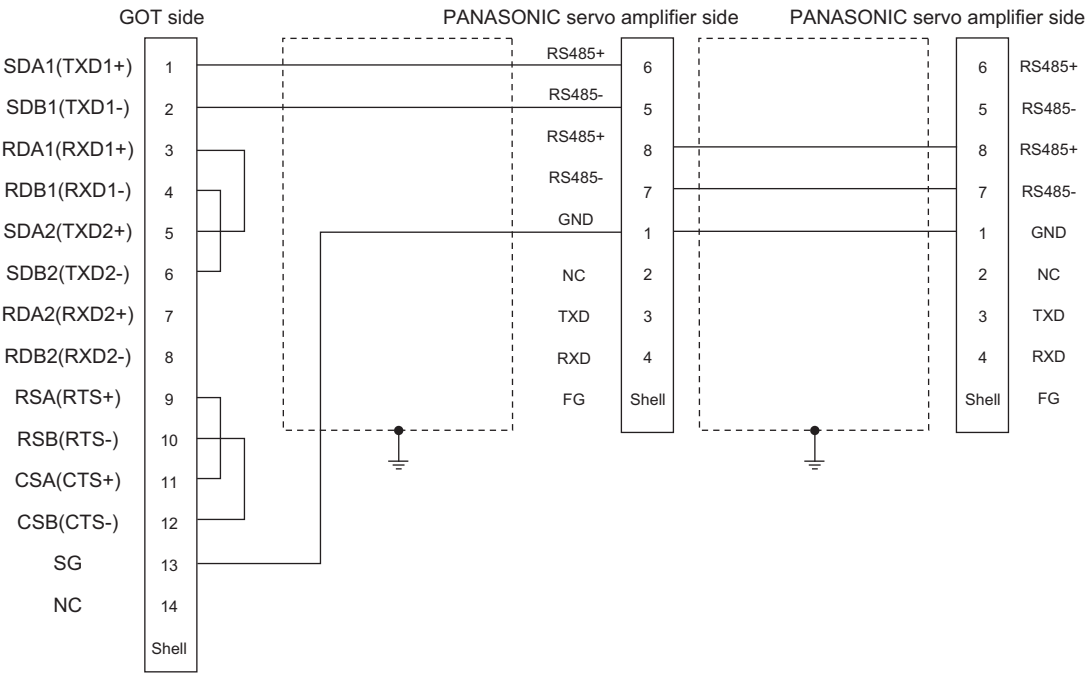 GOT side PANASONIC servo amplifier side PANASONIC servo amplifier side
SDA1(TXD1+) 1 RS485+ 6 6 RS485+
SDB1(TXD1-) 2 RS485- 5 5 RS485-
RDA1(RXD1+) 3 RS485+ 8 8 RS485+
RDB1(RXD1-) 4 RS485- 7 7 RS485-
SDA2(TXD2+) 5 GND 1 1 GND
SDB2(TXD2-) 6 NC 2 2 NC
RDA2(RXD2+) 7 TXD 3 3 TXD
RDB2(RXD2-) 8 RXD 4 4 RXD
RSA(RTS+) 9 FG Shell Shell FG
RSB(RTS-) 10
CSA(CTS+) 11
CSB(CTS-) 12
SG 13
NC 14
Shell